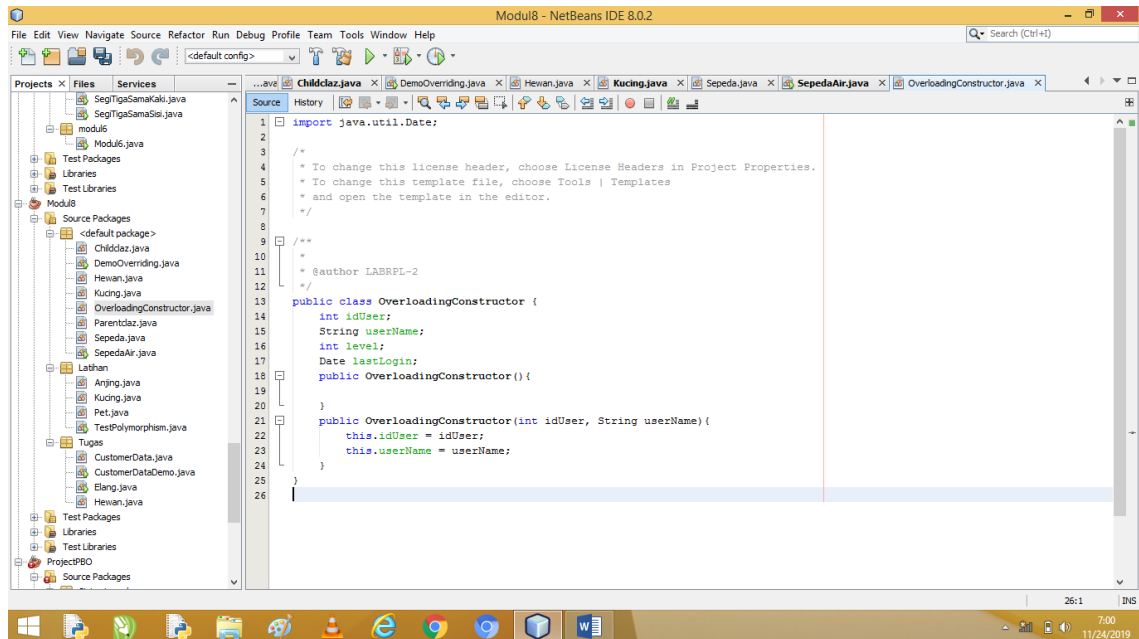 Modul8 - NetBeans IDE 8.0.2
File Edit View Navigate Source Refactor Run Debug Profile Team Tools Window Help
Search (Ctrl+I)
<default config>
Projects Files Services
...ava Childclaz.java DemoOverriding.java Hewan.java Kucing.java Sepeda.java SepedaAir.java OverloadingConstructor.java
Source History
SegiTigaSamaKaki.java
SegiTigaSamaSisi.java
modul6
Modul6.java
Test Packages
Libraries
Test Libraries
Modul8
Source Packages
<default package>
Childclaz.java
DemoOverriding.java
Hewan.java
Kucing.java
OverloadingConstructor.java
Parentclaz.java
Sepeda.java
SepedaAir.java
Latihan
Anjing.java
Kucing.java
Pet.java
TestPolymorphism.java
Tugas
CustomerData.java
CustomerDataDemo.java
Elang.java
Hewan.java
Test Packages
Libraries
Test Libraries
ProjectPBO
Source Packages
1 import java.util.Date;
2
3 /*
4 * To change this license header, choose License Headers in Project Properties.
5 * To change this template file, choose Tools | Templates
6 * and open the template in the editor.
7 */
8
9 /**
10 *
11 * @author LABRPL-2
12 */
13 public class OverloadingConstructor {
14 int idUser;
15 String userName;
16 int level;
17 Date lastLogin;
18 public OverloadingConstructor(){
19
20 }
21 public OverloadingConstructor(int idUser, String userName){
22 this.idUser = idUser;
23 this.userName = userName;
24 }
25 }
26
26:1 INS
7:00
11/24/2019